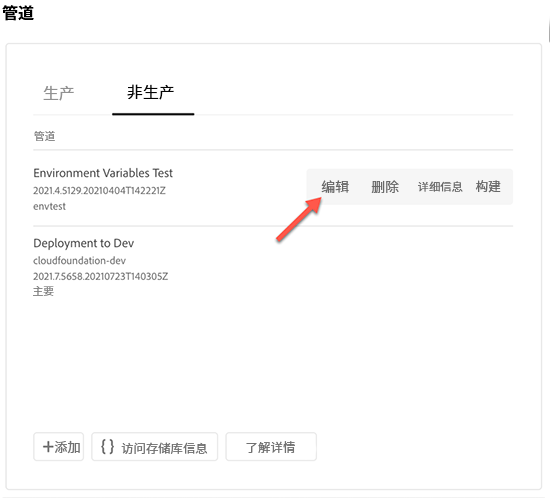 管道
生产 非生产
管道
Environment Variables Test
2021.4.5129.20210404T142221Z
envtest
编辑 删除 详细信息 构建
Deployment to Dev
cloudfoundation-dev
2021.7.5658.20210723T140305Z
主要
+添加 {} 访问存储库信息 了解详情